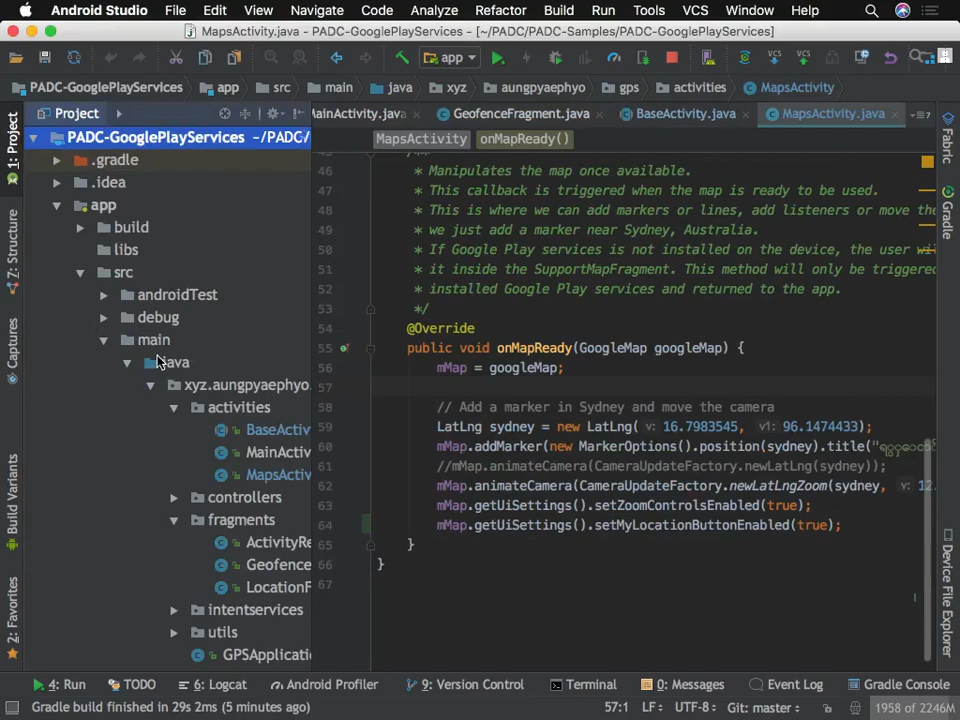 Android Studio File Edit View Navigate Code Analyze Refactor Build Run Tools VCS Window Help
MapsActivity.java - PADC-GooglePlayServices - [~/PADC/PADC-Samples/PADC-GooglePlayServices]
app
PADC-GooglePlayServices app src main java xyz aungpyaephyo gps activities MapsActivity
Project
MainActivity.java GeofenceFragment.java BaseActivity.java MapsActivity.java
MapsActivity onMapReady()
PADC-GooglePlayServices ~/PADC/
.gradle
.idea
app
build
libs
src
androidTest
debug
main
java
xyz.aungpyaephyo.
activities
BaseActiv
MainActiv
MapsActiv
controllers
fragments
ActivityRe
Geofence
LocationF
intentservices
utils
GPSApplicati
46 * Manipulates the map once available.
47 * This callback is triggered when the map is ready to be used.
48 * This is where we can add markers or lines, add listeners or move the
49 * we just add a marker near Sydney, Australia.
50 * If Google Play services is not installed on the device, the user wi
51 * it inside the SupportMapFragment. This method will only be triggered
52 * installed Google Play services and returned to the app.
53 */
54 @Override
55 public void onMapReady(GoogleMap googleMap) {
56 mMap = googleMap;
57
58 // Add a marker in Sydney and move the camera
59 LatLng sydney = new LatLng( v: 16.7983545, v1: 96.1474433);
60 mMap.addMarker(new MarkerOptions().position(sydney).title("
61 //mMap.animateCamera(CameraUpdateFactory.newLatLng(sydney));
62 mMap.animateCamera(CameraUpdateFactory.newLatLngZoom(sydney, v: 12.
63 mMap.getUiSettings().setZoomControlsEnabled(true);
64 mMap.getUiSettings().setMyLocationButtonEnabled(true);
65 }
66 }
67
1: Project
7: Structure
Captures
Build Variants
2: Favorites
Fabric
Gradle
Device File Explorer
4: Run TODO 6: Logcat Android Profiler 9: Version Control Terminal 0: Messages Event Log Gradle Console
Gradle build finished in 29s 2ms (5 minutes ago) 57:1 LF÷ UTF-8÷ Git: master÷ 1958 of 2246M